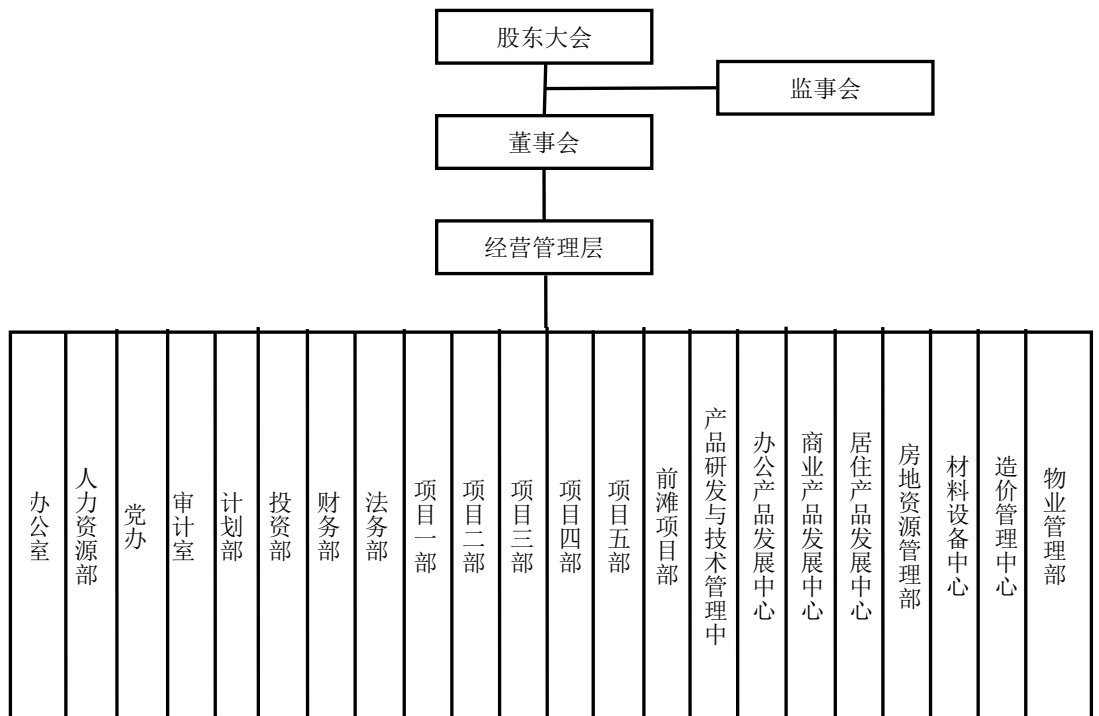 股东大会
监事会
董事会
经营管理层
办公室
人力资源部
党办
审计室
计划部
投资部
财务部
法务部
项目一部
项目二部
项目三部
项目四部
项目五部
前滩项目部
产品研发与技术管理中
办公产品发展中心
商业产品发展中心
居住产品发展中心
房地资源管理部
材料设备中心
造价管理中心
物业管理部